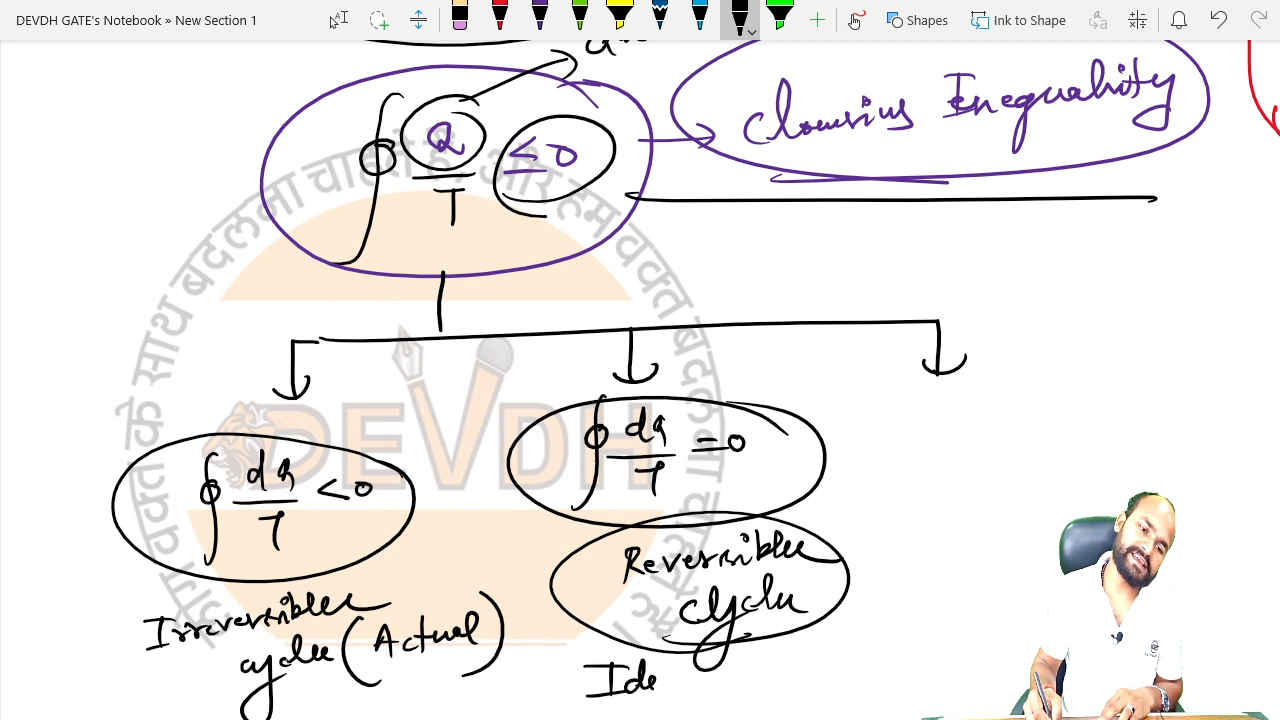 DEVDH GATE's Notebook » New Section 1
Shapes
Ink to Shape
∮ Q/T ≤ 0
Clausius Inequality
∮ dQ/T < 0
∮ dQ/T = 0
Irreversible
cycle (Actual)
Reversible
cycle
Ide
DEVDH